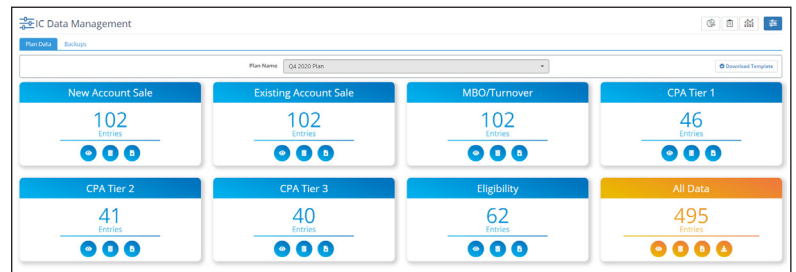 IC Data Management
Plan Data Backups
Plan Name Q4 2020 Plan Download Template
New Account Sale Existing Account Sale MBO/Turnover CPA Tier 1
102 102 102 46
Entries Entries Entries Entries
CPA Tier 2 CPA Tier 3 Eligibility All Data
41 40 62 495
Entries Entries Entries Entries